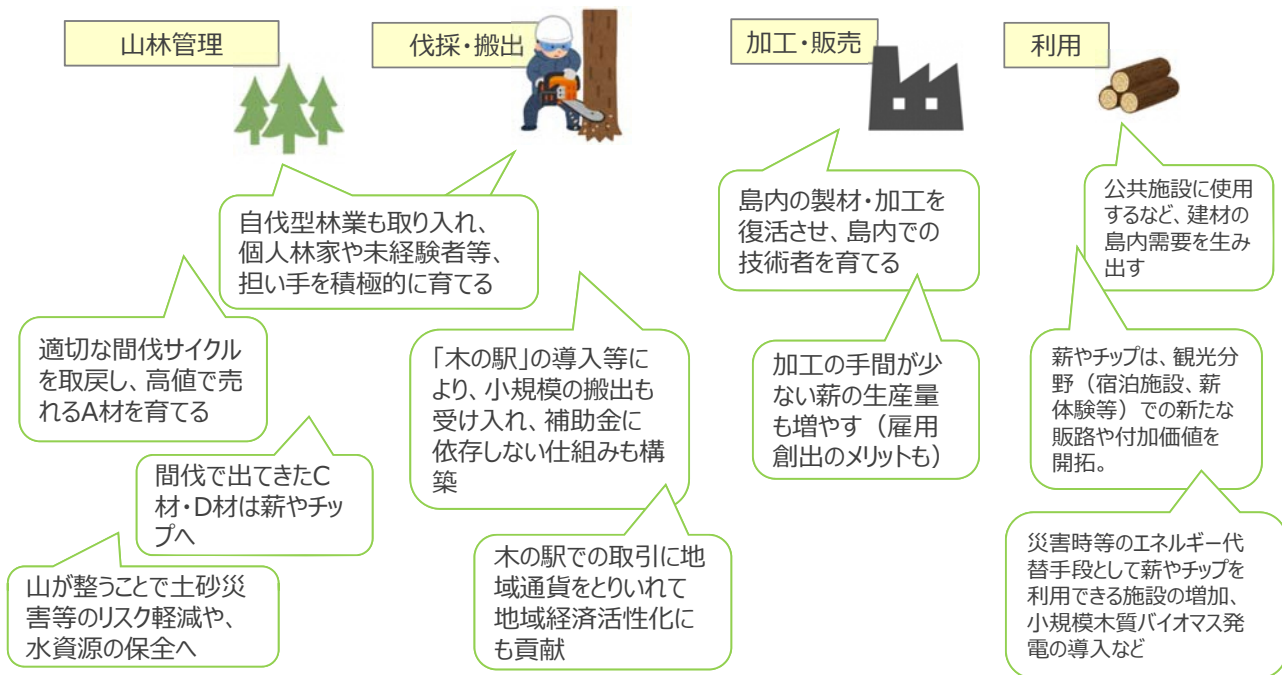 山林管理
伐採・搬出
加工・販売
利用
自伐型林業も取り入れ、
個人林家や未経験者等、
担い手を積極的に育てる
適切な間伐サイクル
を取戻し、高値で売
れるA材を育てる
間伐で出てきたC
材・D材は薪やチッ
プへ
山が整うことで土砂災
害等のリスク軽減や、
水資源の保全へ
「木の駅」の導入等に
より、小規模の搬出も
受け入れ、補助金に
依存しない仕組みも構
築
木の駅での取引に地
域通貨をとりいれて
地域経済活性化に
も貢献
島内の製材・加工を
復活させ、島内での
技術者を育てる
加工の手間が少
ない薪の生産量
も増やす（雇用
創出のメリットも）
公共施設に使用
するなど、建材の
島内需要を生み
出す
薪やチップは、観光分
野（宿泊施設、薪
体験等）での新たな
販路や付加価値を
開拓。
災害時等のエネルギー代
替手段として薪やチップを
利用できる施設の増加、
小規模木質バイオマス発
電の導入など